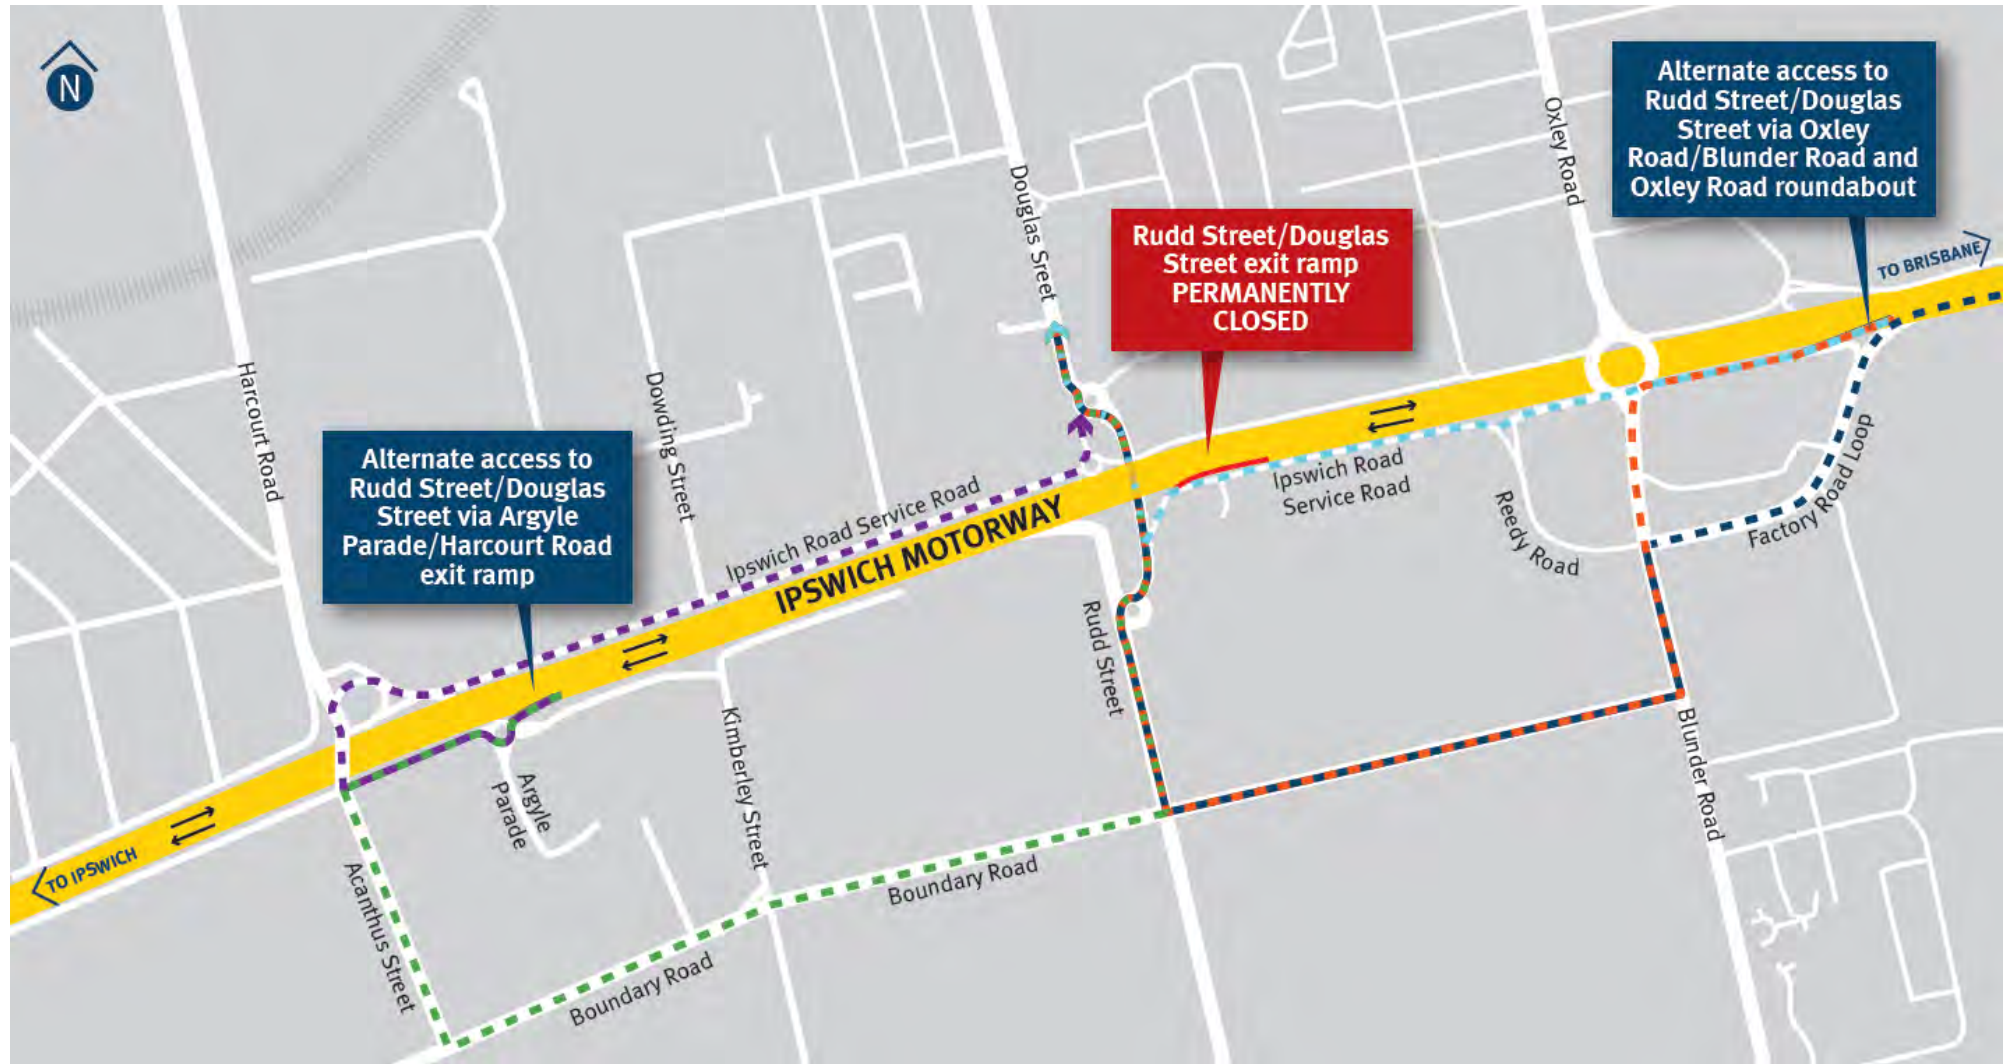 N
Alternate access to
Rudd Street/Douglas
Street via Oxley
Road/Blunder Road and
Oxley Road roundabout
Oxley Road
Douglas Sreet
Rudd Street/Douglas
Street exit ramp
PERMANENTLY
CLOSED
TO BRISBANE
Harcourt Road
Dowding Street
Alternate access to
Rudd Street/Douglas
Street via Argyle
Parade/Harcourt Road
exit ramp
Ipswich Road Service Road
IPSWICH MOTORWAY
Ipswich Road
Service Road
Reedy Road
Factory Road Loop
Rudd Street
Kimberley Street
Blunder Road
Argyle
Parade
TO IPSWICH
Acanthus Street
Boundary Road
Boundary Road